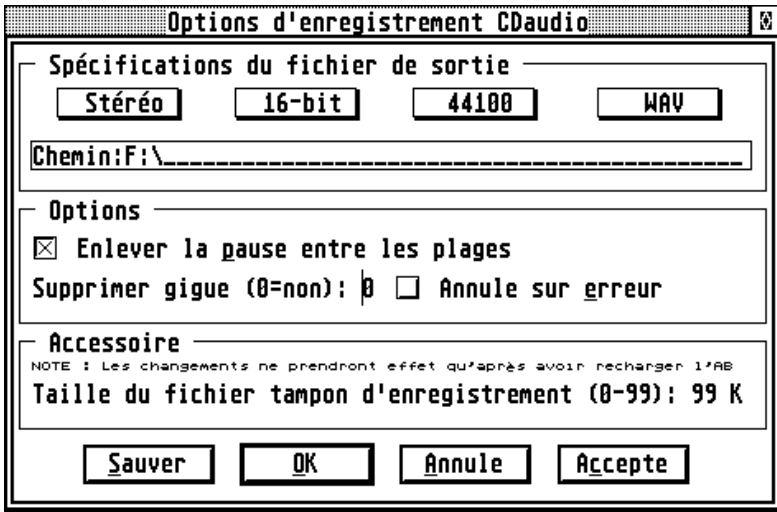 Options d'enregistrement CDaudio
Spécifications du fichier de sortie
Stéréo 16-bit 44100 WAV
Chemin:F:\___________________________________________
Options
Enlever la pause entre les plages
Supprimer gigue (0=non): 0 Annule sur erreur
Accessoire
NOTE : Les changements ne prendront effet qu'après avoir recharger l'AB
Taille du fichier tampon d'enregistrement (0-99): 99 K
Sauver OK Annule Accepte